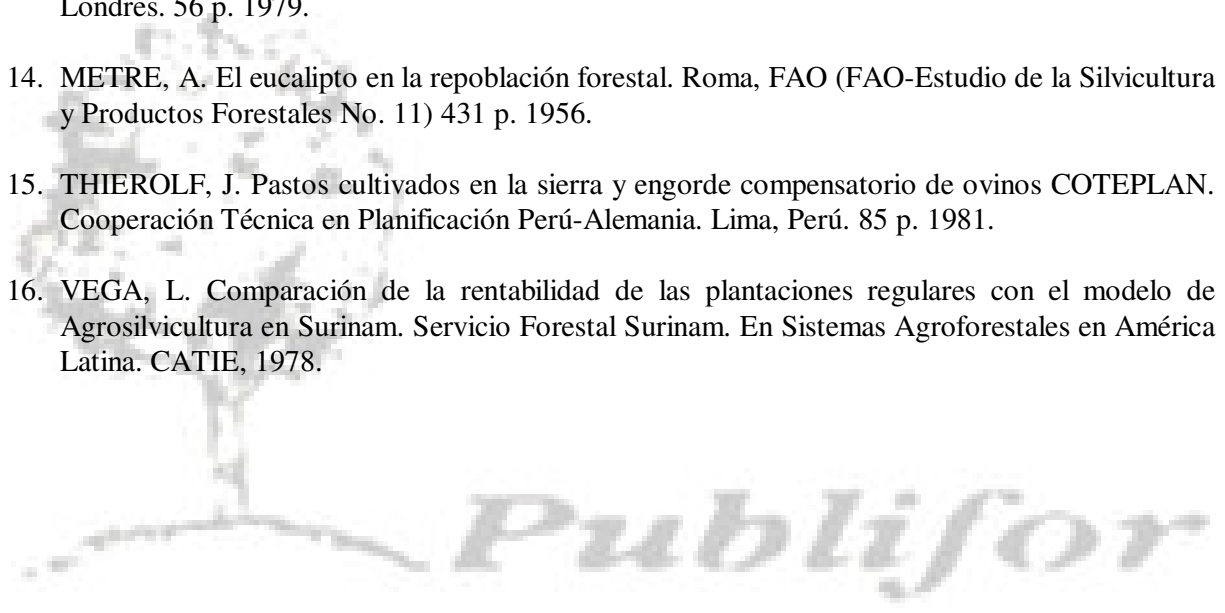 Londres. 56 p. 1979.
14. METRE, A. El eucalipto en la repoblación forestal. Roma, FAO (FAO-Estudio de la Silvicultura
y Productos Forestales No. 11) 431 p. 1956.
15. THIEROLF, J. Pastos cultivados en la sierra y engorde compensatorio de ovinos COTEPLAN.
Cooperación Técnica en Planificación Perú-Alemania. Lima, Perú. 85 p. 1981.
16. VEGA, L. Comparación de la rentabilidad de las plantaciones regulares con el modelo de
Agrosilvicultura en Surinam. Servicio Forestal Surinam. En Sistemas Agroforestales en América
Latina. CATIE, 1978.
Publifor